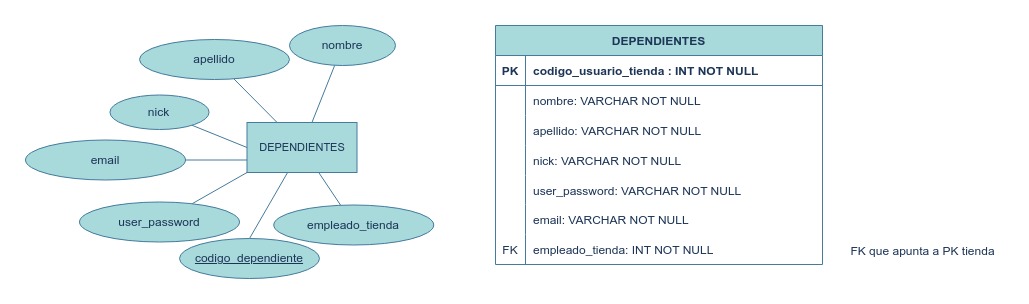 nombre
apellido
nick
DEPENDIENTES
email
user_password
empleado_tienda
codigo_dependiente
DEPENDIENTES
PK codigo_usuario_tienda : INT NOT NULL
nombre: VARCHAR NOT NULL
apellido: VARCHAR NOT NULL
nick: VARCHAR NOT NULL
user_password: VARCHAR NOT NULL
email: VARCHAR NOT NULL
FK empleado_tienda: INT NOT NULL
FK que apunta a PK tienda